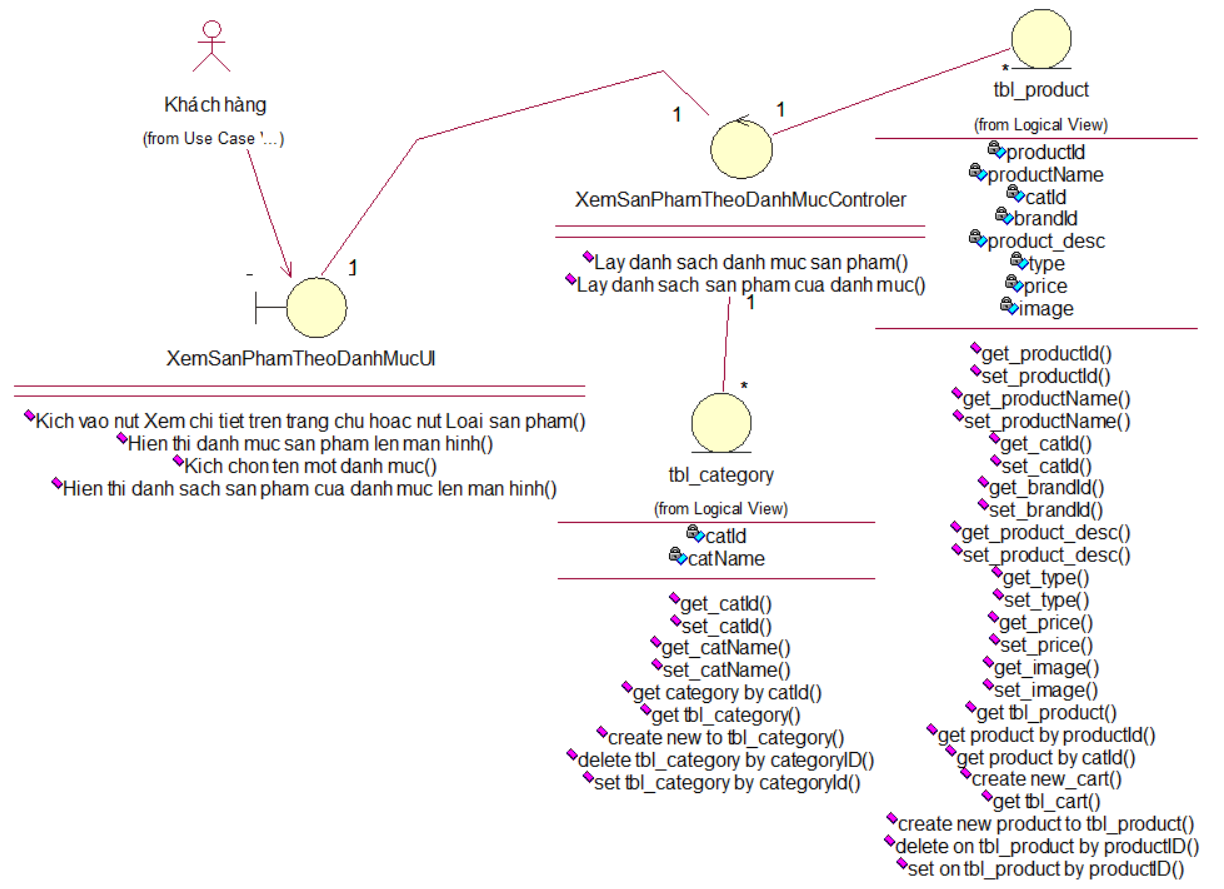 Khách hàng
(from Use Case '...)
-
1
XemSanPhamTheoDanhMucUI
Kich vao nut Xem chi tiet tren trang chu hoac nut Loai san pham()
Hien thi danh muc san pham len man hinh()
Kich chon ten mot danh muc()
Hien thi danh sach san pham cua danh muc len man hinh()
1
1
XemSanPhamTheoDanhMucControler
Lay danh sach danh muc san pham()
Lay danh sach san pham cua danh muc()
1
*
tbl_category
(from Logical View)
catId
catName
get_catId()
set_catId()
get_catName()
set_catName()
get category by catId()
get tbl_category()
create new to tbl_category()
delete tbl_category by categoryID()
set tbl_category by categoryId()
*
tbl_product
(from Logical View)
productId
productName
catId
brandId
product_desc
type
price
image
get_productId()
set_productId()
get_productName()
set_productName()
get_catId()
set_catId()
get_brandId()
set_brandId()
get_product_desc()
set_product_desc()
get_type()
set_type()
get_price()
set_price()
get_image()
set_image()
get tbl_product()
get product by productId()
get product by catId()
create new_cart()
get tbl_cart()
create new product to tbl_product()
delete on tbl_product by productID()
set on tbl_product by productID()